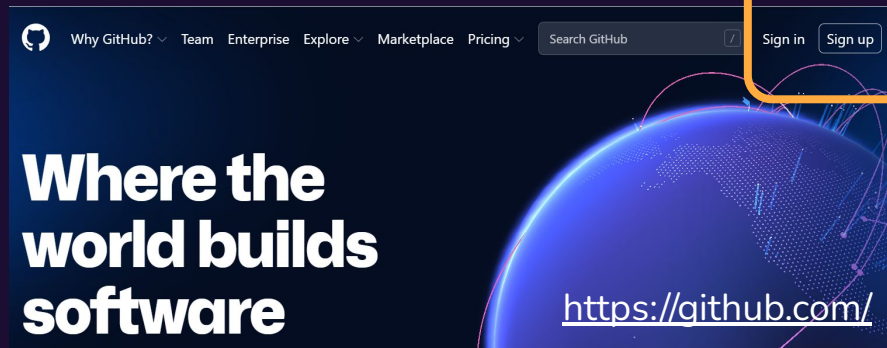 Why GitHub? Team Enterprise Explore Marketplace Pricing Search GitHub / Sign in Sign up
Where the
world builds
software
https://github.com/